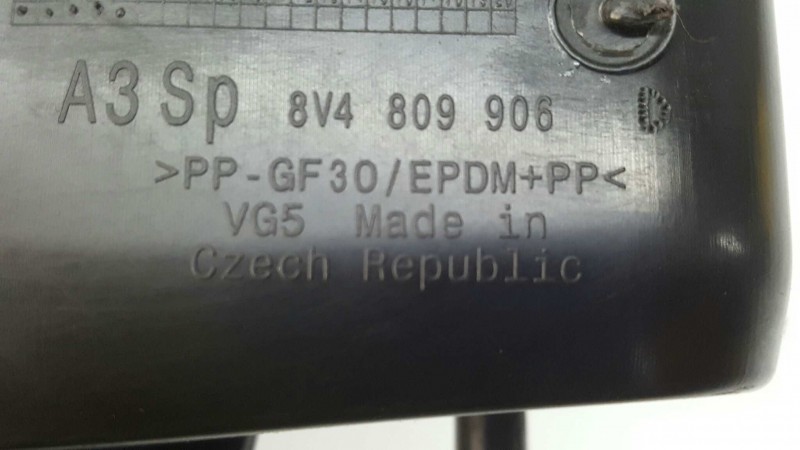 A3 Sp 8V4 809 906 D
>PP-GF30/EPDM+PP<
VG5 Made in
Czech Republic